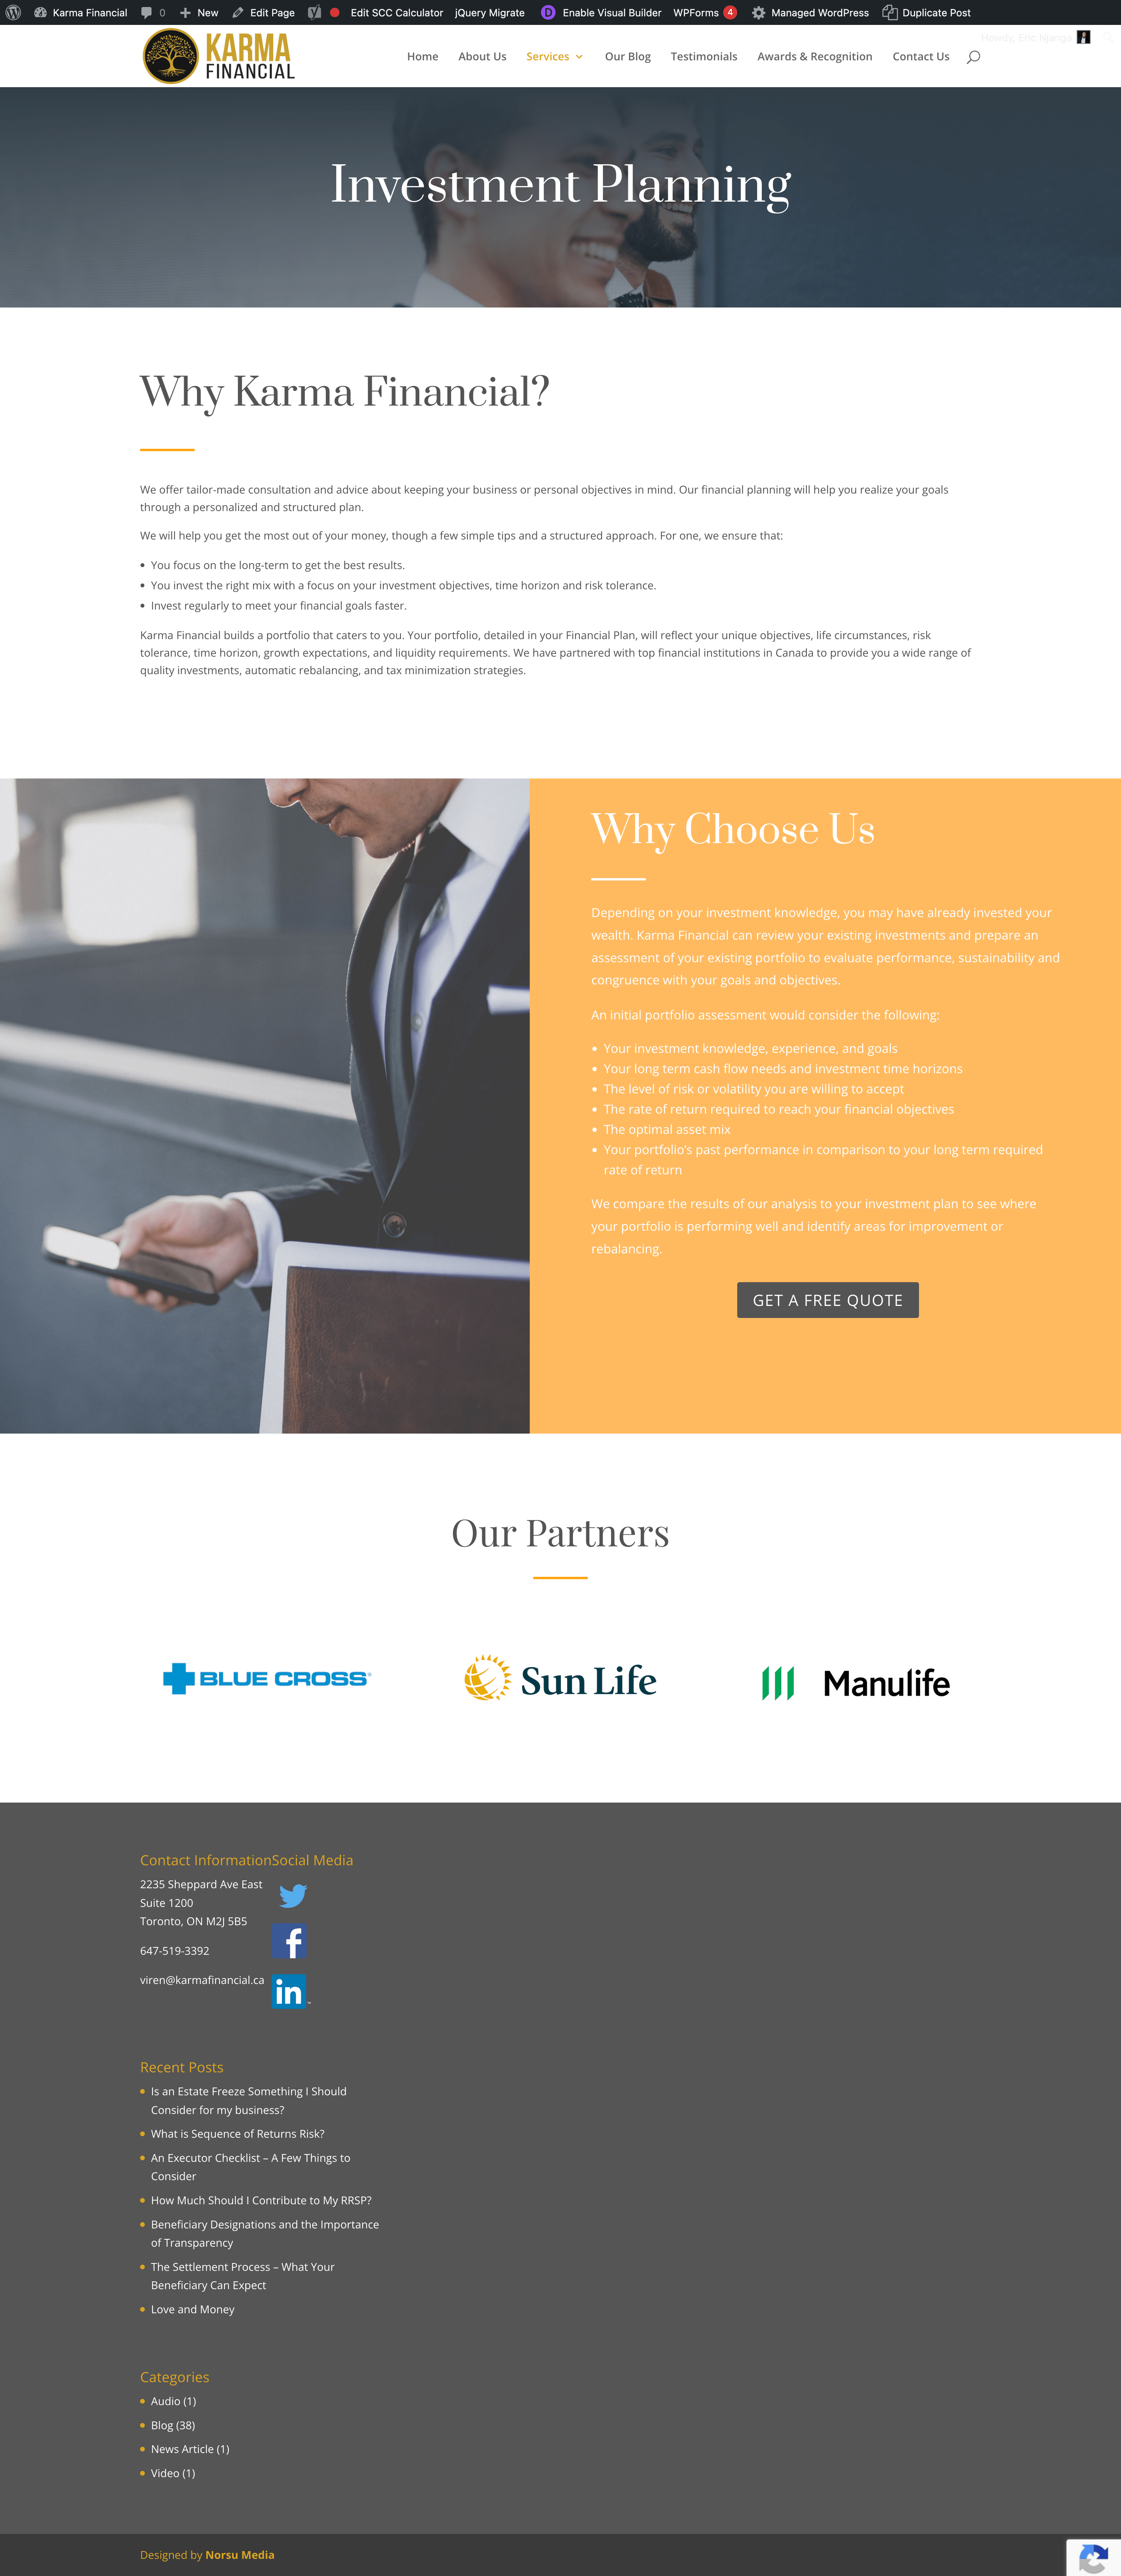 Karma Financial 0 New Edit Page Edit SCC Calculator jQuery Migrate Enable Visual Builder WPForms 4 Managed WordPress Duplicate Post
Howdy, Eric Njanga
KARMA
FINANCIAL
Home About Us Services Our Blog Testimonials Awards & Recognition Contact Us
Investment Planning
Why Karma Financial?
We offer tailor-made consultation and advice about keeping your business or personal objectives in mind. Our financial planning will help you realize your goals
through a personalized and structured plan.
We will help you get the most out of your money, though a few simple tips and a structured approach. For one, we ensure that:
You focus on the long-term to get the best results.
You invest the right mix with a focus on your investment objectives, time horizon and risk tolerance.
Invest regularly to meet your financial goals faster.
Karma Financial builds a portfolio that caters to you. Your portfolio, detailed in your Financial Plan, will reflect your unique objectives, life circumstances, risk
tolerance, time horizon, growth expectations, and liquidity requirements. We have partnered with top financial institutions in Canada to provide you a wide range of
quality investments, automatic rebalancing, and tax minimization strategies.
Why Choose Us
Depending on your investment knowledge, you may have already invested your
wealth. Karma Financial can review your existing investments and prepare an
assessment of your existing portfolio to evaluate performance, sustainability and
congruence with your goals and objectives.
An initial portfolio assessment would consider the following:
Your investment knowledge, experience, and goals
Your long term cash flow needs and investment time horizons
The level of risk or volatility you are willing to accept
The rate of return required to reach your financial objectives
The optimal asset mix
Your portfolio's past performance in comparison to your long term required
rate of return
We compare the results of our analysis to your investment plan to see where
your portfolio is performing well and identify areas for improvement or
rebalancing.
GET A FREE QUOTE
Our Partners
BLUE CROSS®
Sun Life
Manulife
Contact Information Social Media
2235 Sheppard Ave East
Suite 1200
Toronto, ON M2J 5B5
647-519-3392
viren@karmafinancial.ca
in
Recent Posts
Is an Estate Freeze Something I Should
Consider for my business?
What is Sequence of Returns Risk?
An Executor Checklist – A Few Things to
Consider
How Much Should I Contribute to My RRSP?
Beneficiary Designations and the Importance
of Transparency
The Settlement Process – What Your
Beneficiary Can Expect
Love and Money
Categories
Audio (1)
Blog (38)
News Article (1)
Video (1)
Designed by Norsu Media